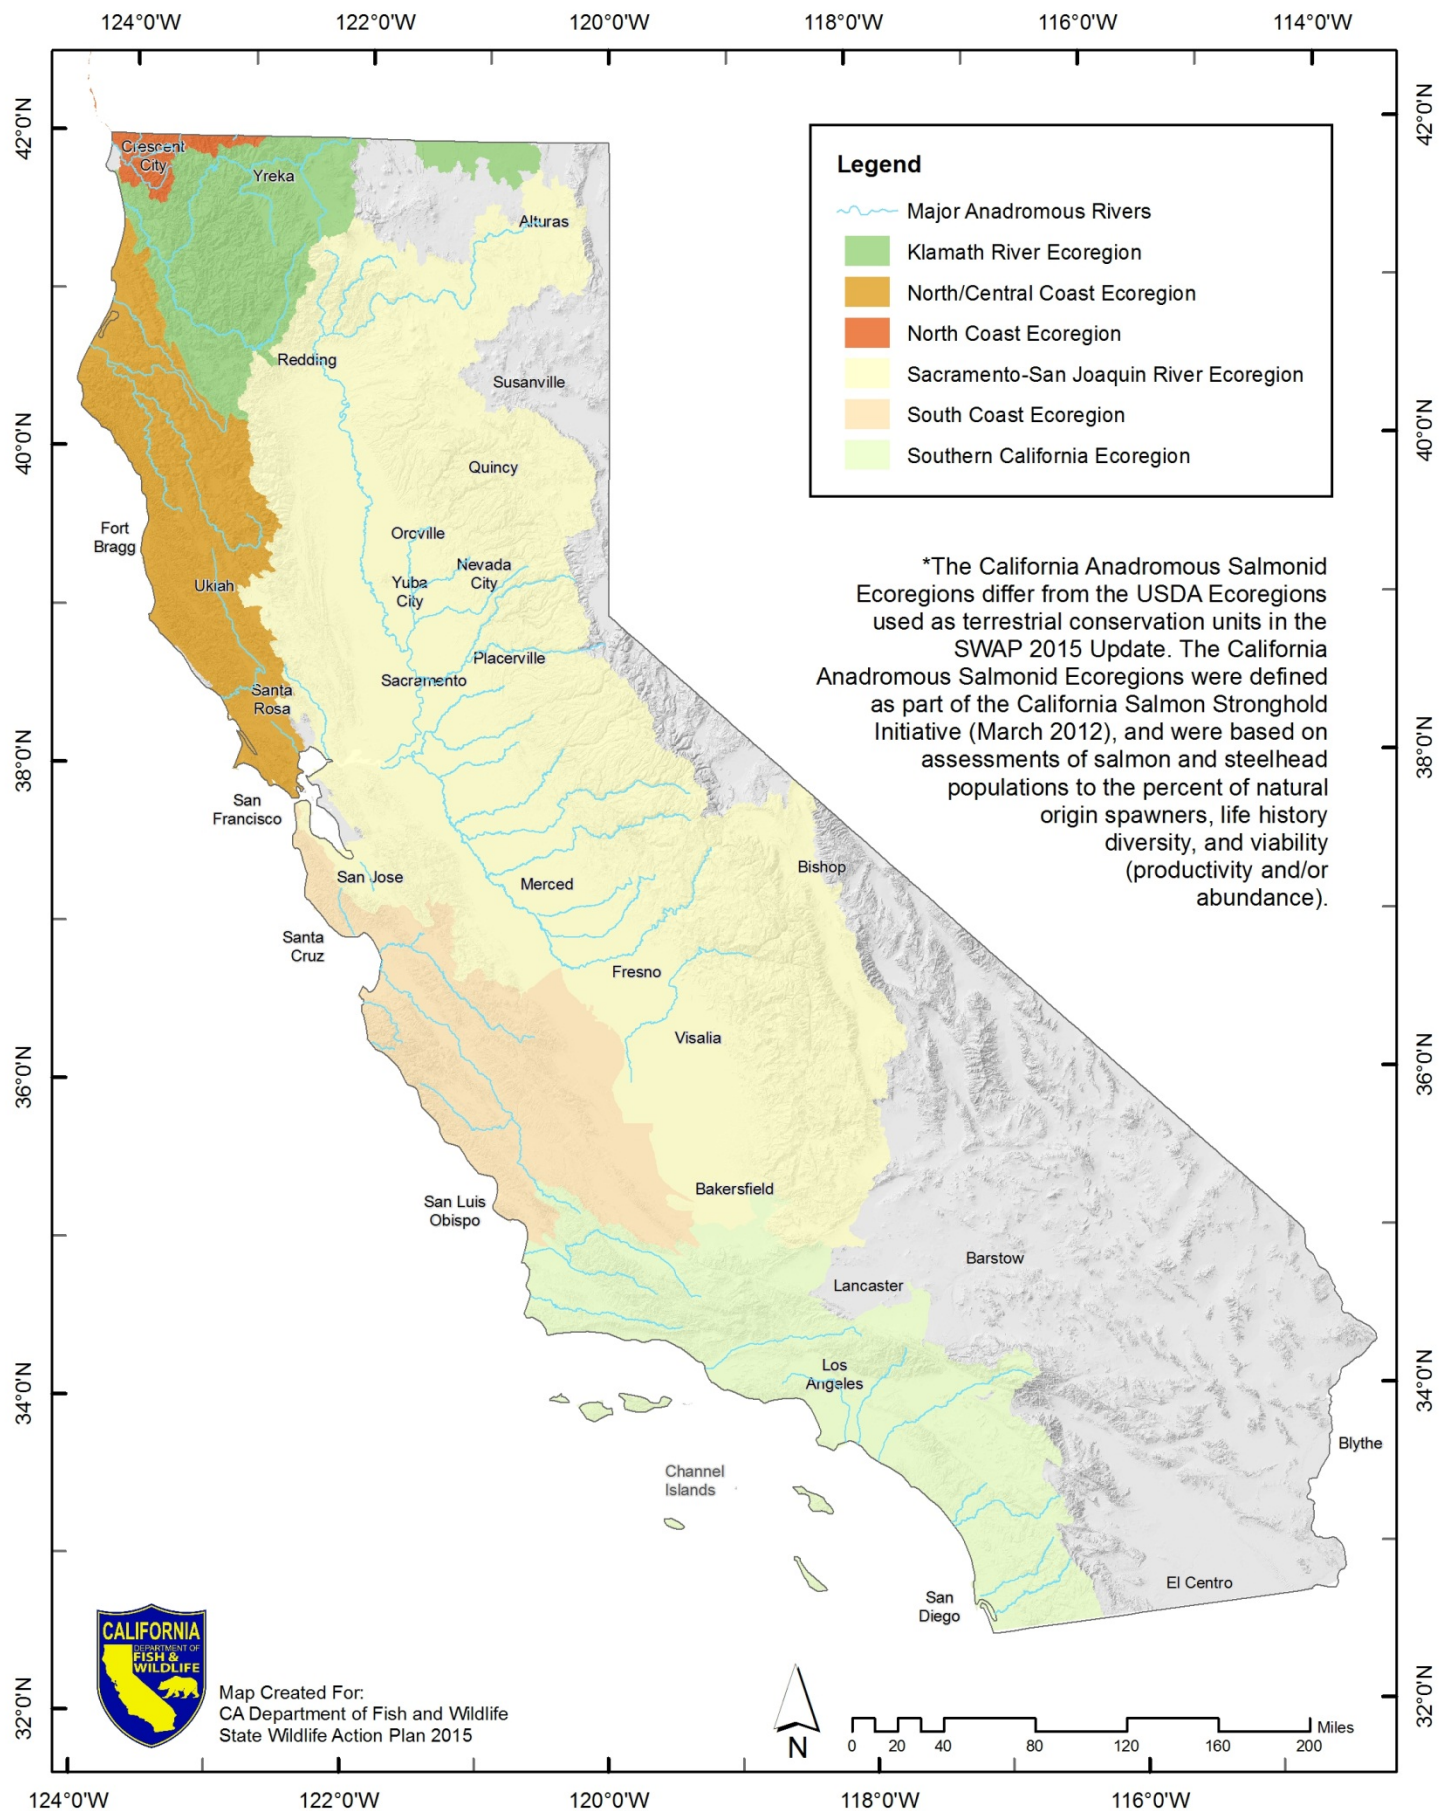 124°0'W 122°0'W 120°0'W 118°0'W 116°0'W 114°0'W
42°0'N
42°0'N
Crescent
City
Yreka
Alturas
Redding
Susanville
40°0'N
40°0'N
Quincy
Fort
Bragg
Oroville
Nevada
City
Yuba
City
Ukiah
Placerville
Sacramento
Santa
Rosa
38°0'N
38°0'N
San
Francisco
San Jose
Merced
Bishop
Santa
Cruz
Fresno
Visalia
36°0'N
36°0'N
San Luis
Obispo
Bakersfield
Barstow
Lancaster
Los
Angeles
34°0'N
34°0'N
Blythe
Channel
Islands
San
Diego
El Centro
32°0'N
32°0'N
Legend
Major Anadromous Rivers
Klamath River Ecoregion
North/Central Coast Ecoregion
North Coast Ecoregion
Sacramento-San Joaquin River Ecoregion
South Coast Ecoregion
Southern California Ecoregion
*The California Anadromous Salmonid
Ecoregions differ from the USDA Ecoregions
used as terrestrial conservation units in the
SWAP 2015 Update. The California
Anadromous Salmonid Ecoregions were defined
as part of the California Salmon Stronghold
Initiative (March 2012), and were based on
assessments of salmon and steelhead
populations to the percent of natural
origin spawners, life history
diversity, and viability
(productivity and/or
abundance).
CALIFORNIA
DEPARTMENT OF
FISH &
WILDLIFE
Map Created For:
CA Department of Fish and Wildlife
State Wildlife Action Plan 2015
N
Miles
0 20 40 80 120 160 200
124°0'W 122°0'W 120°0'W 118°0'W 116°0'W